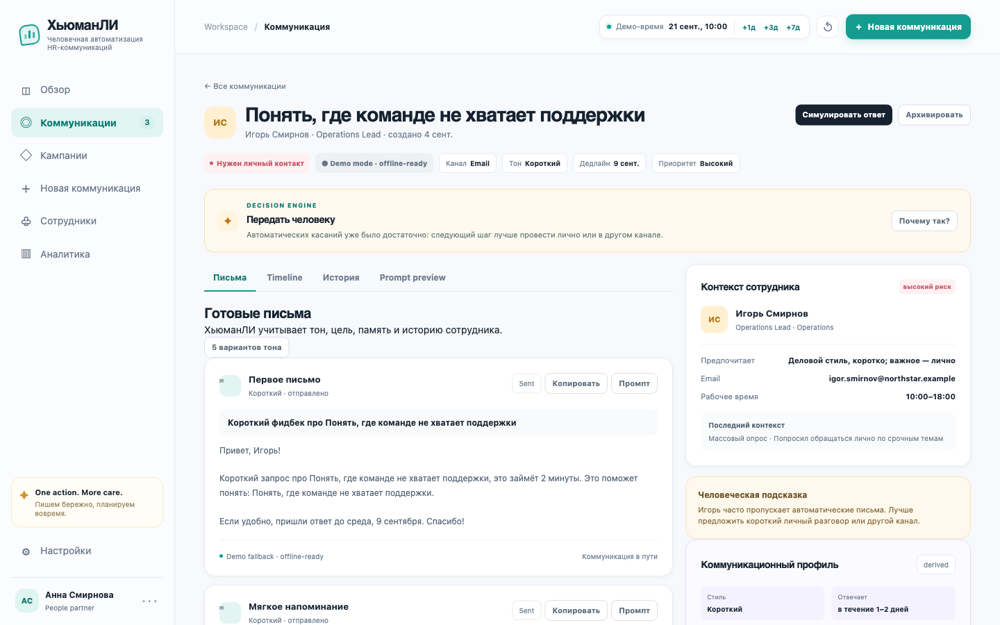 ХьюманЛИ
Человечная автоматизация
HR-коммуникаций
Обзор
Коммуникации 3
Кампании
Новая коммуникация
Сотрудники
Аналитика
One action. More care.
Пишем бережно, планируем
вовремя.
Настройки
АС
Анна Смирнова
People partner
Workspace / Коммуникация
Демо-время 21 сент., 10:00 +1д +3д +7д
+ Новая коммуникация
← Все коммуникации
ИС
Понять, где команде не хватает поддержки
Игорь Смирнов · Operations Lead · создано 4 сент.
Симулировать ответ
Архивировать
Нужен личный контакт
Demo mode · offline-ready
Канал Email
Тон Короткий
Дедлайн 9 сент.
Приоритет Высокий
DECISION ENGINE
Передать человеку
Автоматических касаний уже было достаточно: следующий шаг лучше провести лично или в другом канале.
Почему так?
Письма
Timeline
История
Prompt preview
Готовые письма
ХьюманЛИ учитывает тон, цель, память и историю сотрудника.
5 вариантов тона
Первое письмо
Короткий · отправлено
Sent
Копировать
Промпт
Короткий фидбек про Понять, где команде не хватает поддержки
Привет, Игорь!
Короткий запрос про Понять, где команде не хватает поддержки, это займёт 2 минуты. Это поможет
понять: Понять, где команде не хватает поддержки.
Если удобно, пришли ответ до среда, 9 сентября. Спасибо!
Demo fallback · offline-ready
Коммуникация в пути
Мягкое напоминание
Короткий · отправлено
Sent
Копировать
Промпт
Контекст сотрудника
высокий риск
ИС
Игорь Смирнов
Operations Lead · Operations
Предпочитает Деловой стиль, коротко; важное — лично
Email igor.smirnov@northstar.example
Рабочее время 10:00–18:00
Последний контекст
Массовый опрос · Попросил обращаться лично по срочным темам
Человеческая подсказка
Игорь часто пропускает автоматические письма. Лучше
предложить короткий личный разговор или другой канал.
Коммуникационный профиль
derived
Стиль
Короткий
Отвечает
в течение 1–2 дней